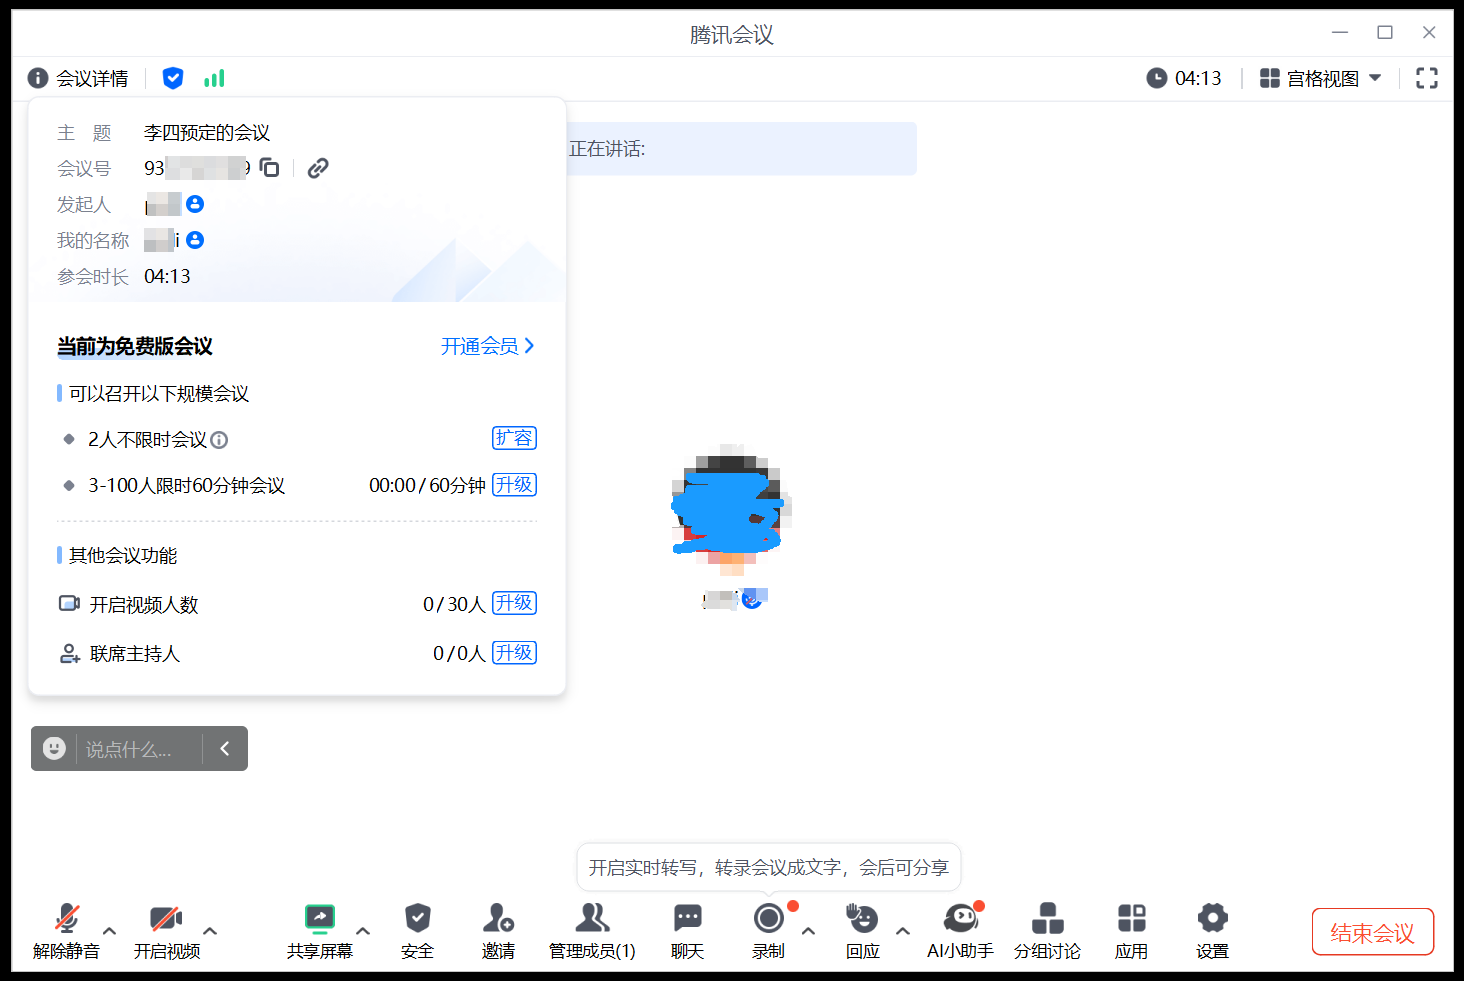 腾讯会议
会议详情
04:13
宫格视图
主 题 李四预定的会议
会议号 93
发起人
我的名称 i
参会时长 04:13
正在讲话:
当前为免费版会议 开通会员
可以召开以下规模会议
2人不限时会议 扩容
3-100人限时60分钟会议 00:00/60分钟 升级
其他会议功能
开启视频人数 0/30人 升级
联席主持人 0/0人 升级
说点什么...
开启实时转写，转录会议成文字，会后可分享
解除静音 开启视频 共享屏幕 安全 邀请 管理成员(1) 聊天 录制 回应 AI小助手 分组讨论 应用 设置 结束会议